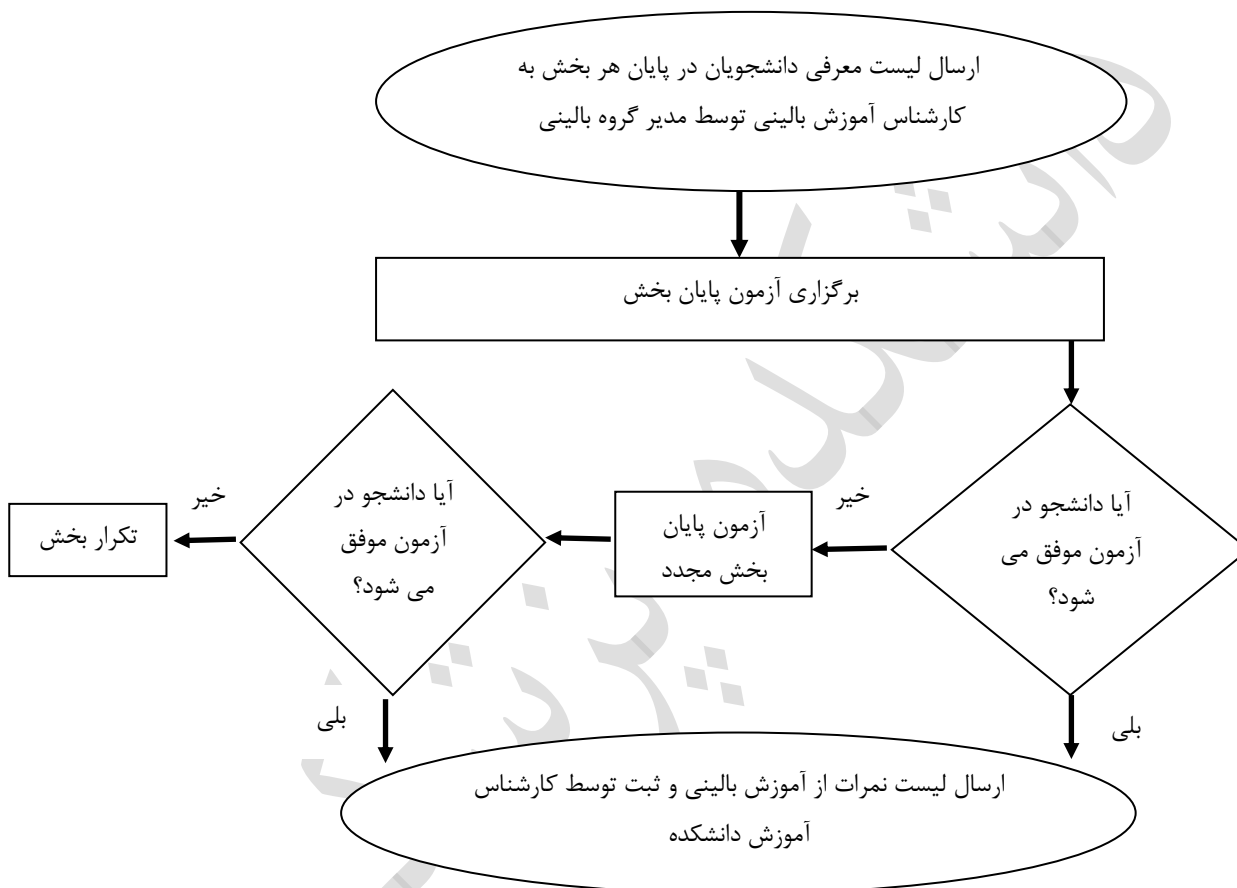 ارسال لیست معرفی دانشجویان در پایان هر بخش به
کارشناس آموزش بالینی توسط مدیر گروه بالینی
برگزاری آزمون پایان بخش
آیا دانشجو در
آزمون موفق می
شود؟
خیر
آزمون پایان
بخش مجدد
آیا دانشجو در
آزمون موفق
می شود؟
خیر
تکرار بخش
بلی
بلی
ارسال لیست نمرات از آموزش بالینی و ثبت توسط کارشناس
آموزش دانشکده